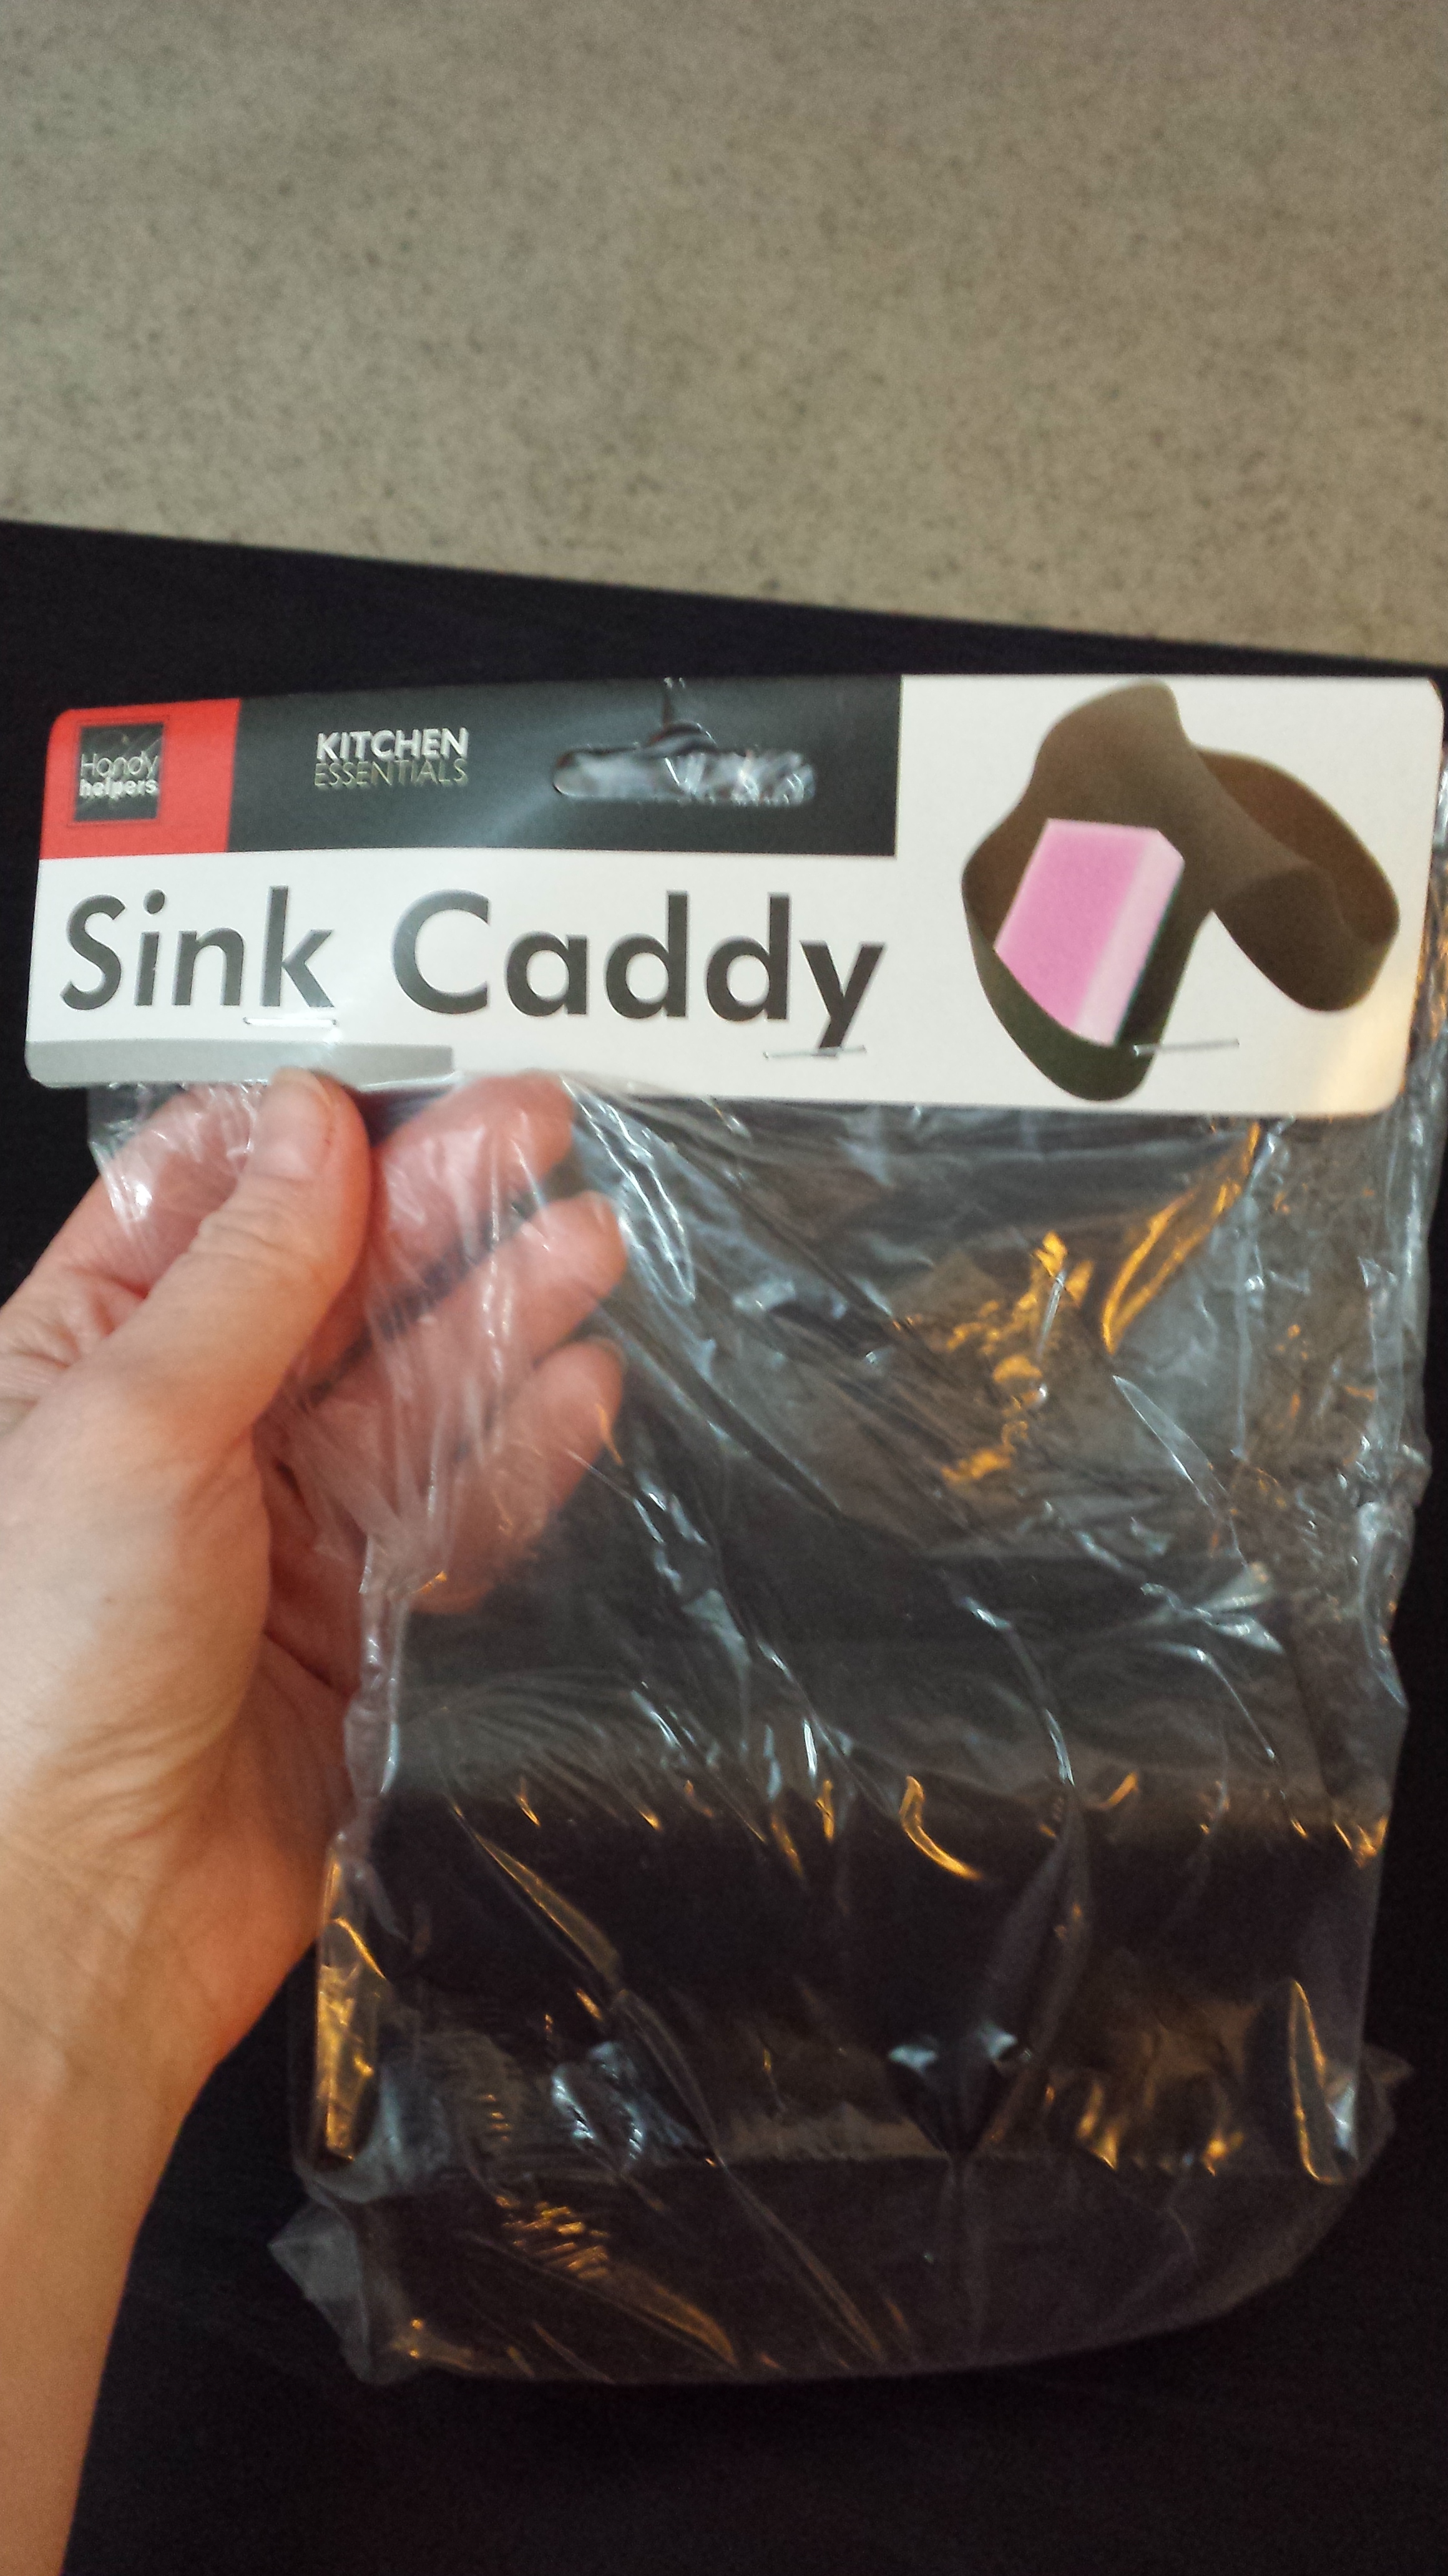 Handy
helpers
KITCHEN
ESSENTIALS
Sink Caddy